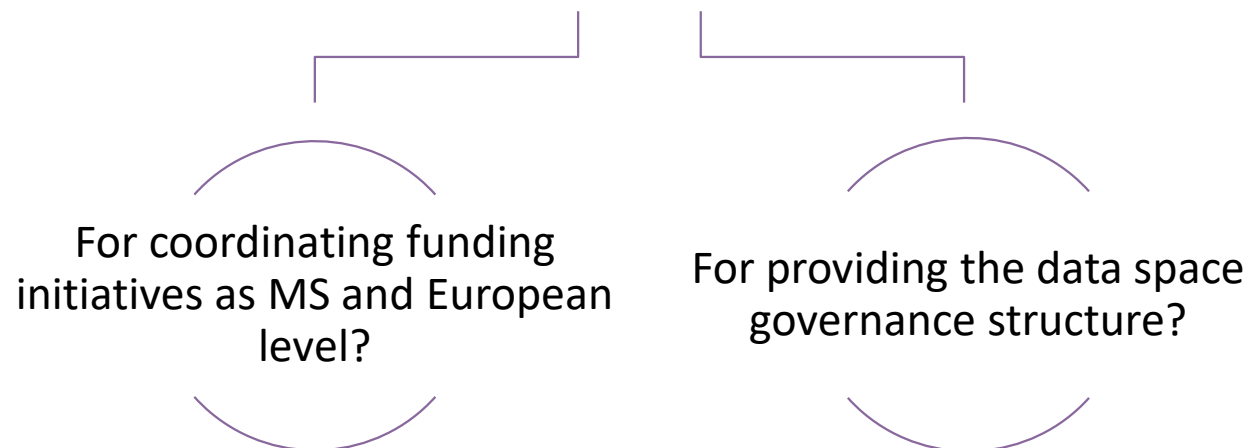 For coordinating funding
initiatives as MS and European
level?
For providing the data space
governance structure?